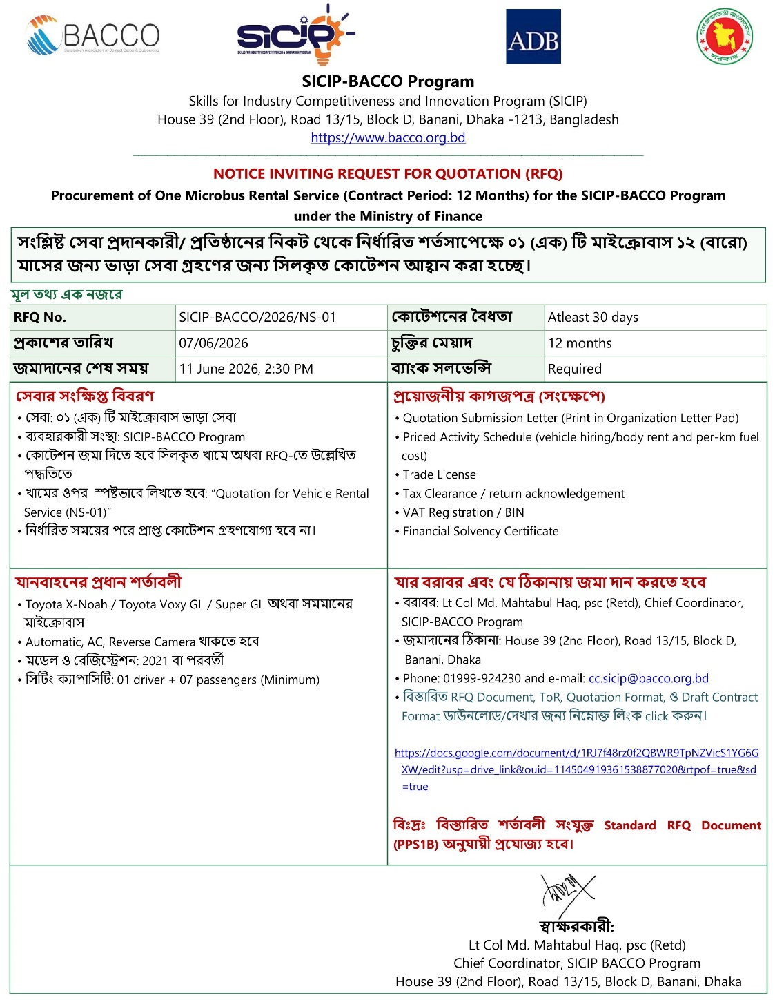 BACCO
Bangladesh Association of Contact Center & Outsourcing
SiCiP
SKILLS FOR INDUSTRY COMPETITIVENESS & INNOVATION PROGRAM
ADB
গণপ্রজাতন্ত্রী বাংলাদেশ
সরকার
SICIP-BACCO Program
Skills for Industry Competitiveness and Innovation Program (SICIP)
House 39 (2nd Floor), Road 13/15, Block D, Banani, Dhaka -1213, Bangladesh
https://www.bacco.org.bd
NOTICE INVITING REQUEST FOR QUOTATION (RFQ)
Procurement of One Microbus Rental Service (Contract Period: 12 Months) for the SICIP-BACCO Program
under the Ministry of Finance
সংশ্লিষ্ট সেবা প্রদানকারী/ প্রতিষ্ঠানের নিকট থেকে নির্ধারিত শর্তসাপেক্ষে ০১ (এক) টি মাইক্রোবাস ১২ (বারো)
মাসের জন্য ভাড়া সেবা গ্রহণের জন্য সিলকৃত কোটেশন আহ্বান করা হচ্ছে।
মূল তথ্য এক নজরে
RFQ No. SICIP-BACCO/2026/NS-01 কোটেশনের বৈধতা Atleast 30 days
প্রকাশের তারিখ 07/06/2026 চুক্তির মেয়াদ 12 months
জমাদানের শেষ সময় 11 June 2026, 2:30 PM ব্যাংক সলভেন্সি Required
সেবার সংক্ষিপ্ত বিবরণ
• সেবা: ০১ (এক) টি মাইক্রোবাস ভাড়া সেবা
• ব্যবহারকারী সংস্থা: SICIP-BACCO Program
• কোটেশন জমা দিতে হবে সিলকৃত খামে অথবা RFQ-তে উল্লেখিত
পদ্ধতিতে
• খামের ওপর স্পষ্টভাবে লিখতে হবে: “Quotation for Vehicle Rental
Service (NS-01)”
• নির্ধারিত সময়ের পরে প্রাপ্ত কোটেশন গ্রহণযোগ্য হবে না।
প্রয়োজনীয় কাগজপত্র (সংক্ষেপে)
• Quotation Submission Letter (Print in Organization Letter Pad)
• Priced Activity Schedule (vehicle hiring/body rent and per-km fuel
cost)
• Trade License
• Tax Clearance / return acknowledgement
• VAT Registration / BIN
• Financial Solvency Certificate
যানবাহনের প্রধান শর্তাবলী
• Toyota X-Noah / Toyota Voxy GL / Super GL অথবা সমমানের
মাইক্রোবাস
• Automatic, AC, Reverse Camera থাকতে হবে
• মডেল ও রেজিস্ট্রেশন: 2021 বা পরবর্তী
• সিটিং ক্যাপাসিটি: 01 driver + 07 passengers (Minimum)
যার বরাবর এবং যে ঠিকানায় জমা দান করতে হবে
• বরাবর: Lt Col Md. Mahtabul Haq, psc (Retd), Chief Coordinator,
SICIP-BACCO Program
• জমাদানের ঠিকানা: House 39 (2nd Floor), Road 13/15, Block D,
Banani, Dhaka
• Phone: 01999-924230 and e-mail: cc.sicip@bacco.org.bd
• বিস্তারিত RFQ Document, ToR, Quotation Format, ও Draft Contract
Format ডাউনলোড/দেখার জন্য নিম্নোক্ত লিংক click করুন।
https://docs.google.com/document/d/1RJ7f48rz0f2QBWR9TpNZVicS1YG6G
XW/edit?usp=drive_link&ouid=114504919361538877020&rtpof=true&sd
=true
বিঃদ্রঃ বিস্তারিত শর্তাবলী সংযুক্ত Standard RFQ Document
(PPS1B) অনুযায়ী প্রযোজ্য হবে।
স্বাক্ষরকারী:
Lt Col Md. Mahtabul Haq, psc (Retd)
Chief Coordinator, SICIP BACCO Program
House 39 (2nd Floor), Road 13/15, Block D, Banani, Dhaka